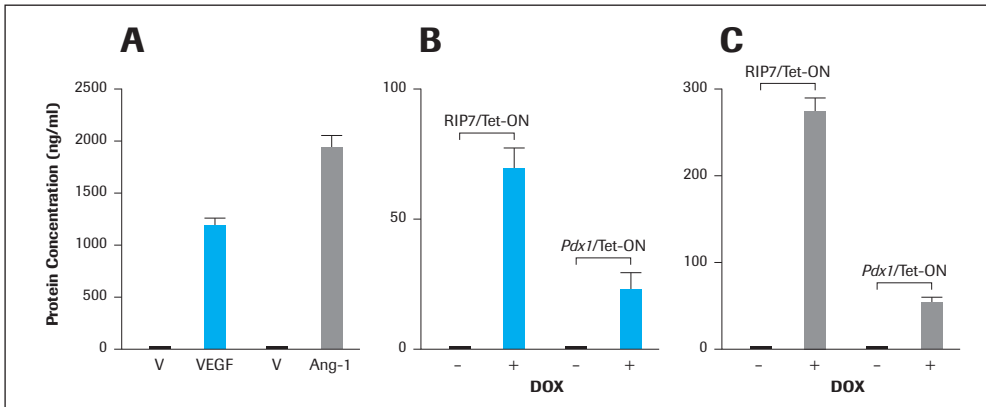 A
B
C
Protein Concentration (ng/ml)
2500
2000
1500
1000
500
0
V
VEGF
V
Ang-1
100
50
0
RIP7/Tet-ON
Pdx1/Tet-ON
–
+
–
+
DOX
300
200
100
0
RIP7/Tet-ON
Pdx1/Tet-ON
–
+
–
+
DOX